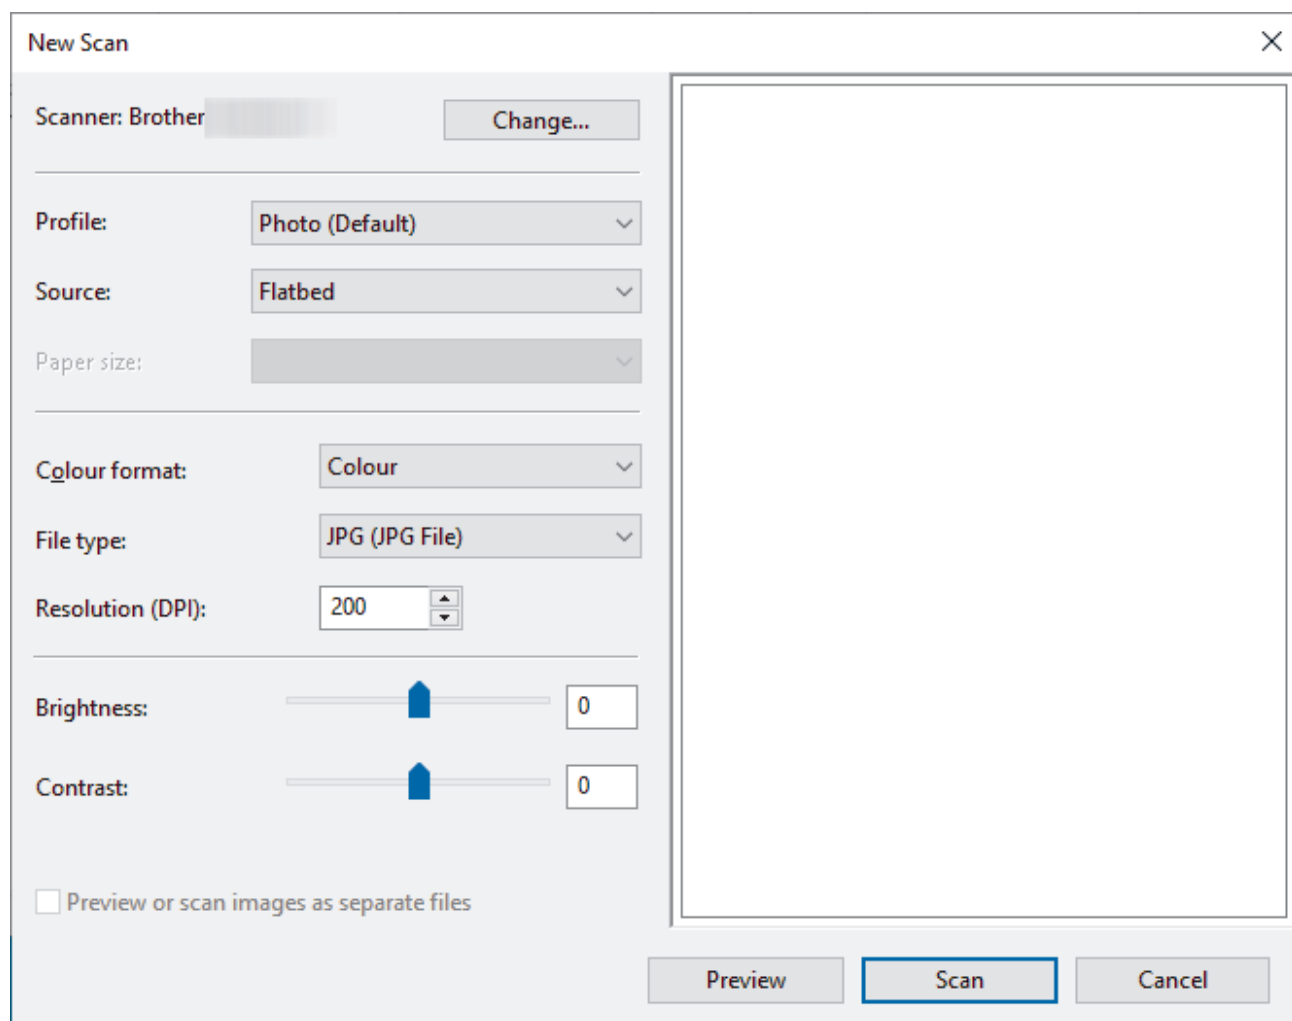 New Scan
Scanner: Brother
Change...
Profile: Photo (Default)
Source: Flatbed
Paper size:
Colour format: Colour
File type: JPG (JPG File)
Resolution (DPI): 200
Brightness: 0
Contrast: 0
Preview or scan images as separate files
Preview Scan Cancel